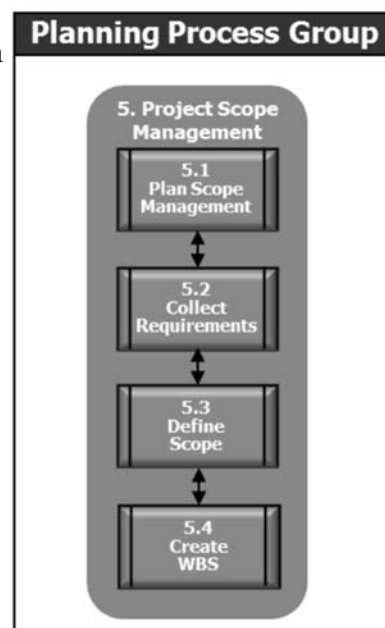 Planning Process Group
5. Project Scope
Management
5.1
Plan Scope
Management
5.2
Collect
Requirements
5.3
Define
Scope
5.4
Create
WBS